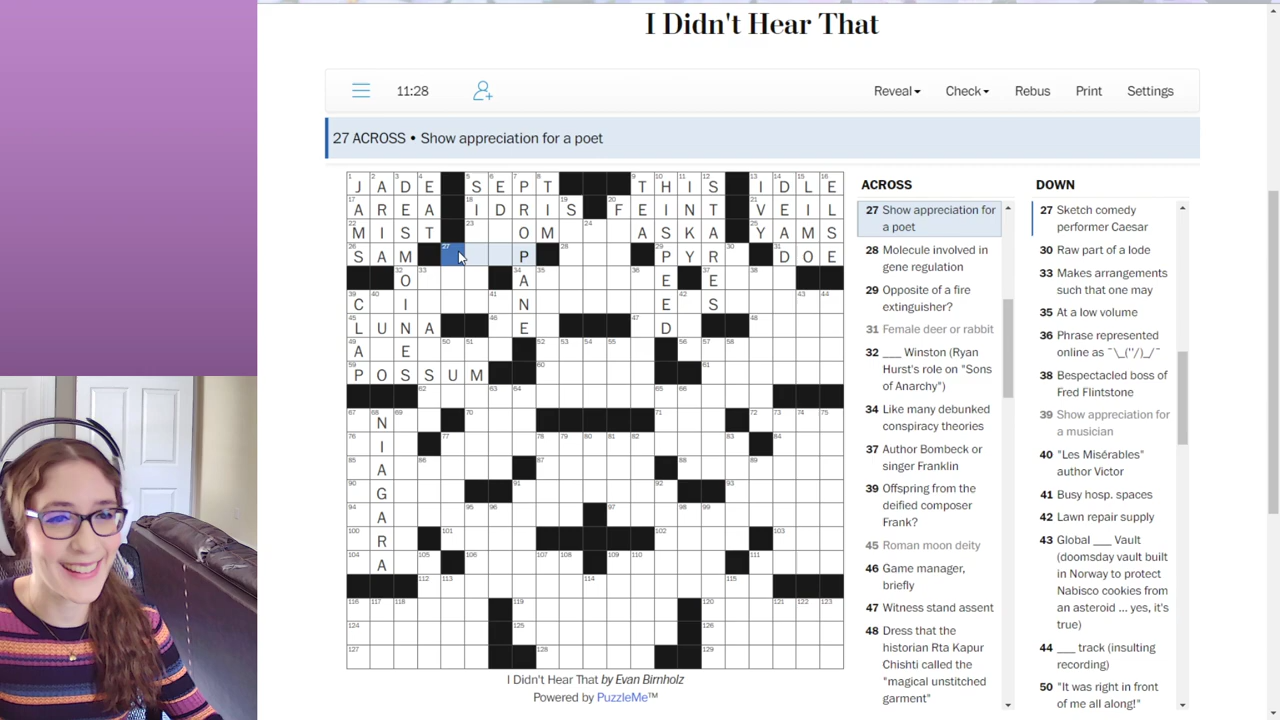 I Didn't Hear That
11:28
Reveal
Check
Rebus
Print
Settings
27 ACROSS • Show appreciation for a poet
J A D E S E P T T H I S I D L E
A R E A I D R I S F E I N T V E I L
M I S T O M A S K A Y A M S
S A M P P Y R D O E
O A E E
C I N E S
L U N A E D
A E
P O S S U M
N
I
A
G
A
R
A
I Didn't Hear That by Evan Birnholz
Powered by PuzzleMe™
ACROSS
27 Show appreciation for
a poet
28 Molecule involved in
gene regulation
29 Opposite of a fire
extinguisher?
31 Female deer or rabbit
32 ___ Winston (Ryan
Hurst's role on "Sons
of Anarchy")
34 Like many debunked
conspiracy theories
37 Author Bombeck or
singer Franklin
39 Offspring from the
deified composer
Frank?
45 Roman moon deity
46 Game manager,
briefly
47 Witness stand assent
48 Dress that the
historian Rta Kapur
Chishti called the
"magical unstitched
garment"
DOWN
27 Sketch comedy
performer Caesar
30 Raw part of a lode
33 Makes arrangements
such that one may
35 At a low volume
36 Phrase represented
online as ¯\_("/)_/¯
38 Bespectacled boss of
Fred Flintstone
39 Show appreciation for
a musician
40 "Les Misérables"
author Victor
41 Busy hosp. spaces
42 Lawn repair supply
43 Global ___ Vault
(doomsday vault built
in Norway to protect
Nabisco cookies from
an asteroid ... yes, it's
true)
44 ___ track (insulting
recording)
50 "It was right in front
of me all along!"